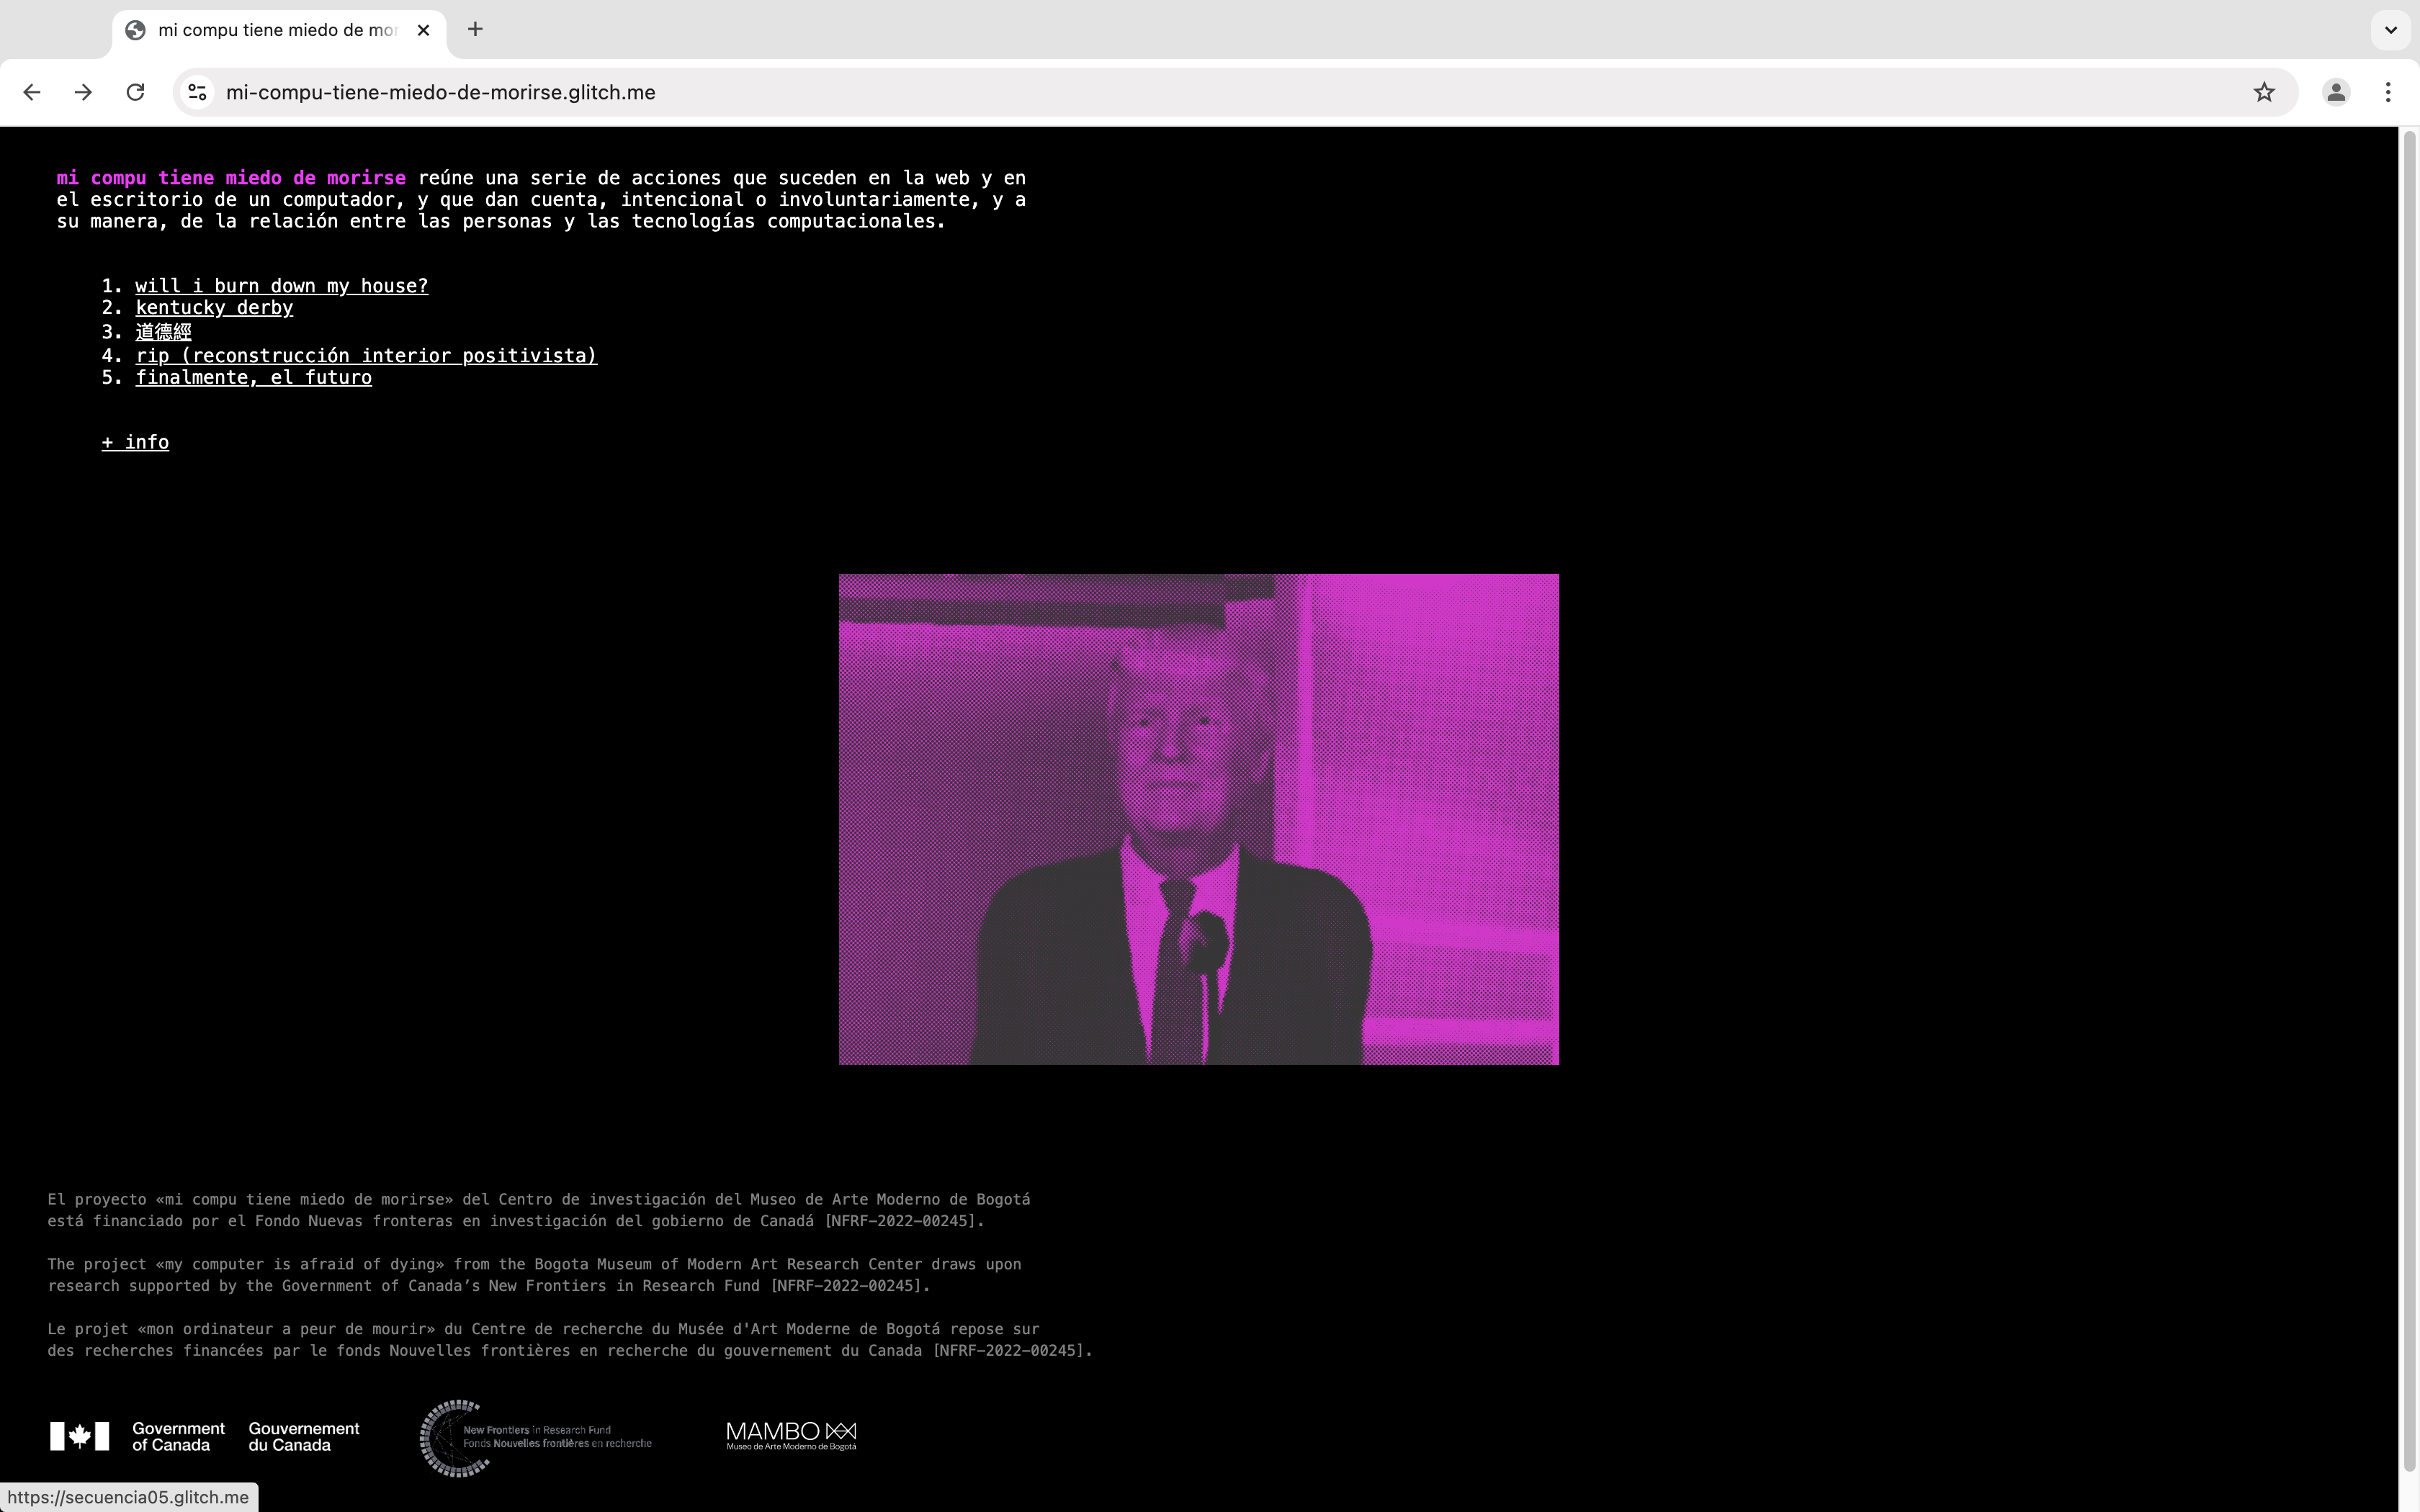 mi compu tiene miedo de mor
mi-compu-tiene-miedo-de-morirse.glitch.me
mi compu tiene miedo de morirse reúne una serie de acciones que suceden en la web y en
el escritorio de un computador, y que dan cuenta, intencional o involuntariamente, y a
su manera, de la relación entre las personas y las tecnologías computacionales.
1. will i burn down my house?
2. kentucky derby
3. 道德經
4. rip (reconstrucción interior positivista)
5. finalmente, el futuro
+ info
El proyecto «mi compu tiene miedo de morirse» del Centro de investigación del Museo de Arte Moderno de Bogotá
está financiado por el Fondo Nuevas fronteras en investigación del gobierno de Canadá [NFRF-2022-00245].
The project «my computer is afraid of dying» from the Bogota Museum of Modern Art Research Center draws upon
research supported by the Government of Canada’s New Frontiers in Research Fund [NFRF-2022-00245].
Le projet «mon ordinateur a peur de mourir» du Centre de recherche du Musée d'Art Moderne de Bogotá repose sur
des recherches financées par le fonds Nouvelles frontières en recherche du gouvernement du Canada [NFRF-2022-00245].
Government of Canada
Gouvernement du Canada
New Frontiers in Research Fund
Fonds Nouvelles frontières en recherche
MAMBO
Museo de Arte Moderno de Bogotá
https://secuencia05.glitch.me